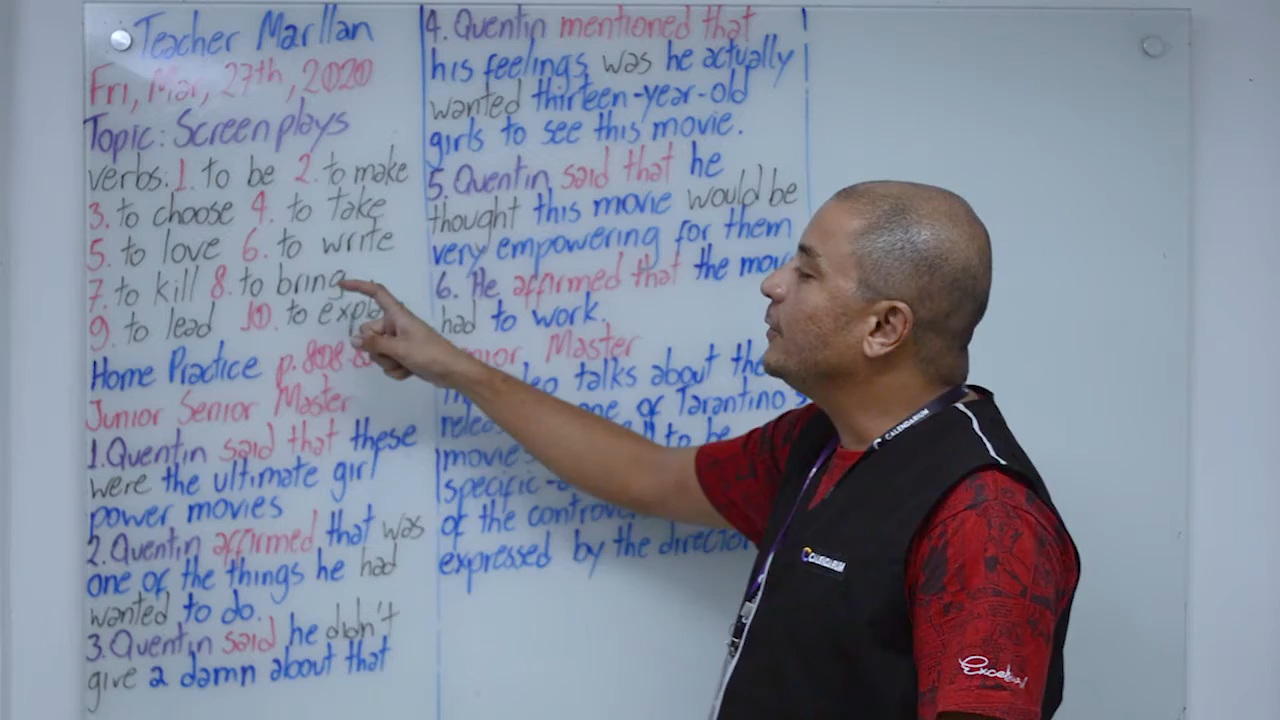 Teacher Marllan
Fri, Mar, 27th, 2020
Topic: Screenplays
verbs: 1. to be 2. to make
3. to choose 4. to take
5. to love 6. to write
7. to kill 8. to bring
9. to lead 10. to
Home Practice p.
Junior Senior Master
1. Quentin said that these
were the ultimate girl
power movies
2. Quentin affirmed that was
one of the things he had
wanted to do.
3. Quentin said he didn't
give a damn about that
4. Quentin mentioned that
his feelings was he actually
wanted thirteen-year-old
girls to see this movie.
5. Quentin said that he
thought this movie would be
very empowering for them
6. He affirmed that the
had to work.
Master
talks about the
one of Tarantino's
to be
of the
expressed by the director
CALENDARIUM
CALENDARIUM